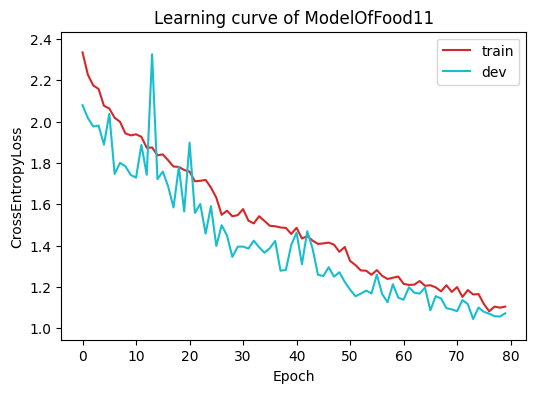 Learning curve of ModelOfFood11
train
dev
CrossEntropyLoss
2.4
2.2
2.0
1.8
1.6
1.4
1.2
1.0
0 10 20 30 40 50 60 70 80
Epoch